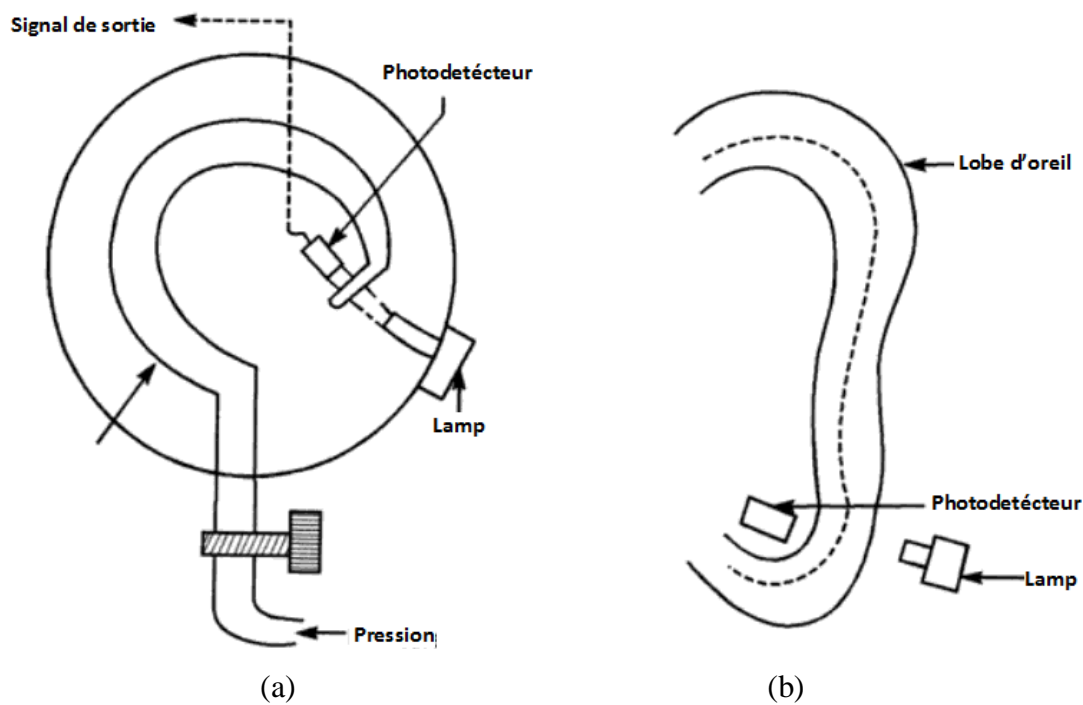 Signal de sortie
Photodetécteur
Lamp
Pression
(a)
Lobe d'oreil
Photodetécteur
Lamp
(b)